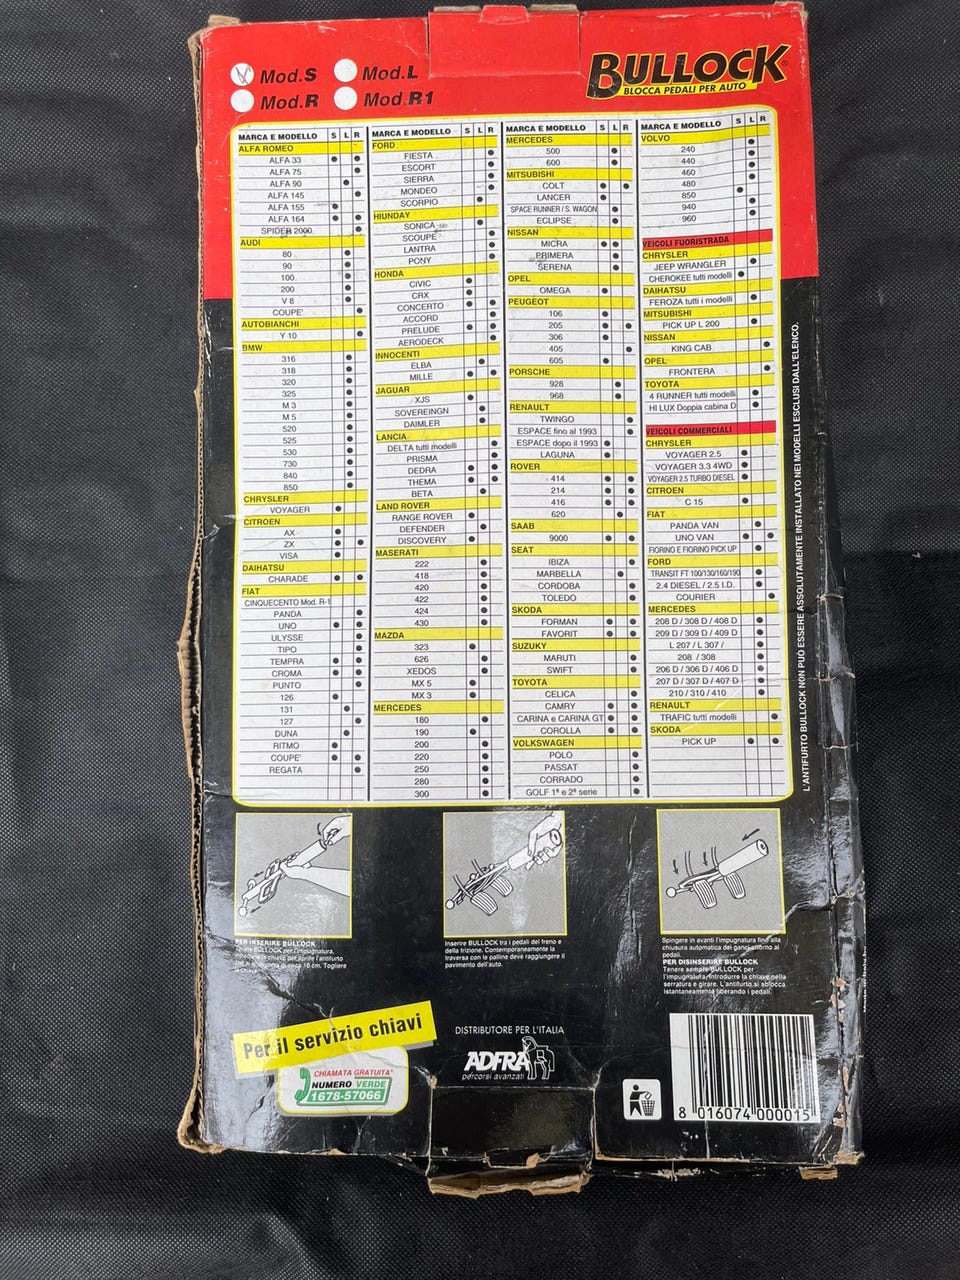 Mod.S Mod.L
Mod.R Mod.R1
BULLOCK®
BLOCCA PEDALI PER AUTO
MARCA E MODELLO S L R
ALFA ROMEO
ALFA 33 ● ●
ALFA 75 ●
ALFA 90 ●
ALFA 145 ●
ALFA 155 ●
ALFA 164 ● ●
SPIDER 2000 ●
AUDI
80 ●
90 ●
100 ●
200 ●
V 8 ●
COUPE' ●
AUTOBIANCHI
Y 10 ●
BMW
316 ●
318 ●
320 ●
325 ●
M 3 ●
M 5 ●
520 ●
525 ●
530 ●
730 ●
840 ●
850 ●
CHRYSLER
VOYAGER ●
CITROEN
AX ●
ZX ● ●
VISA ●
DAIHATSU
CHARADE ● ●
FIAT
CINQUECENTO Mod. R-1
PANDA ●
UNO ● ●
ULYSSE ●
TIPO ●
TEMPRA ● ●
CROMA ● ●
PUNTO ●
126 ●
131 ●
127 ●
DUNA ●
RITMO ●
COUPE' ● ●
REGATA ●
MARCA E MODELLO S L R
FORD
FIESTA ●
ESCORT ●
SIERRA ●
MONDEO ●
SCORPIO ●
HIUNDAY
SONICA ●
SCOUPE ●
LANTRA ●
PONY ●
HONDA
CIVIC ●
CRX ●
CONCERTO ● ●
ACCORD ●
PRELUDE ● ●
AERODECK ●
INNOCENTI
ELBA ●
MILLE ● ●
JAGUAR
XJS ●
SOVEREINGN ●
DAIMLER ●
LANCIA
DELTA tutti modelli ●
PRISMA ●
DEDRA ● ●
THEMA ● ●
BETA ●
LAND ROVER
RANGE ROVER ●
DEFENDER ●
DISCOVERY ●
MASERATI
222 ●
418 ●
420 ●
422 ●
424 ●
430 ●
MAZDA
323 ●
626 ●
XEDOS ●
MX 5 ●
MX 3 ●
MERCEDES
180 ●
190 ●
200 ●
220 ●
250 ●
280 ●
300 ●
MARCA E MODELLO S L R
MERCEDES
500 ●
600 ●
MITSUBISHI
COLT ● ●
LANCER ●
SPACE RUNNER / S. WAGON ●
ECLIPSE ●
NISSAN
MICRA ● ●
PRIMERA ●
SERENA ●
OPEL
OMEGA ●
PEUGEOT
106 ●
205 ● ●
306 ●
405 ●
605 ●
PORSCHE
928 ●
968 ●
RENAULT
TWINGO ●
ESPACE fino al 1993 ●
ESPACE dopo il 1993 ●
LAGUNA ●
ROVER
414 ● ●
214 ● ●
416 ● ●
620 ●
SAAB
9000 ● ●
SEAT
IBIZA ●
MARBELLA ●
CORDOBA ●
TOLEDO ●
SKODA
FORMAN ● ●
FAVORIT ● ●
SUZUKY
MARUTI ●
SWIFT ●
TOYOTA
CELICA ●
CAMRY ● ●
CARINA e CARINA GT ● ●
COROLLA ● ●
VOLKSWAGEN
POLO ●
PASSAT ●
CORRADO ●
GOLF 1ª e 2ª serie ●
MARCA E MODELLO S L R
VOLVO
240 ●
440 ●
460 ●
480 ●
850 ●
940 ●
960 ●
VEICOLI FUORISTRADA
CHRYSLER
JEEP WRANGLER ●
CHEROKEE tutti modelli ●
DAIHATSU
FEROZA tutti i modelli ●
MITSUBISHI
PICK UP L 200 ●
NISSAN
KING CAB ●
OPEL
FRONTERA ●
TOYOTA
4 RUNNER tutti modelli ●
HI LUX Doppia cabina D ●
VEICOLI COMMERCIALI
CHRYSLER
VOYAGER 2.5 ●
VOYAGER 3.3 4WD ●
VOYAGER 2.5 TURBO DIESEL ●
CITROEN
C 15 ●
FIAT
PANDA VAN ●
UNO VAN ● ●
FIORINO E FIORINO PICK UP ●
FORD
TRANSIT FT 100/130/160/190 ●
2.4 DIESEL / 2.5 I.D. ●
COURIER ●
MERCEDES
208 D / 308 D / 408 D ●
209 D / 309 D / 409 D ●
L 207 / L 307 / ●
208 / 308 ●
206 D / 306 D / 406 D ●
207 D / 307 D / 407 D ●
210 / 310 / 410 ●
RENAULT
TRAFIC tutti modelli ●
SKODA
PICK UP ● ●
L'ANTIFURTO BULLOCK NON PUÒ ESSERE ASSOLUTAMENTE INSTALLATO NEI MODELLI ESCLUSI DALL'ELENCO.
PER INSERIRE BULLOCK
BULLOCK per l'impugnatura,
la chiave per aprire l'antifurto
10 cm. Togliere
Inserire BULLOCK tra i pedali del freno e
della frizione. Contemporaneamente la
traversa con le palline deve raggiungere il
pavimento dell'auto.
Spingere in avanti l'impugnatura fino alla
chiusura automatica dei ganci attorno ai
pedali.
PER DISINSERIRE BULLOCK
Tenere sempre BULLOCK per
l'impugnatura, introdurre la chiave nella
serratura e girare. L'antifurto si sblocca
istantaneamente liberando i pedali.
Per il servizio chiavi
CHIAMATA GRATUITA'
NUMERO VERDE
1678-57066
DISTRIBUTORE PER L'ITALIA
ADFRA
percorsi avanzati
8 016074 000015